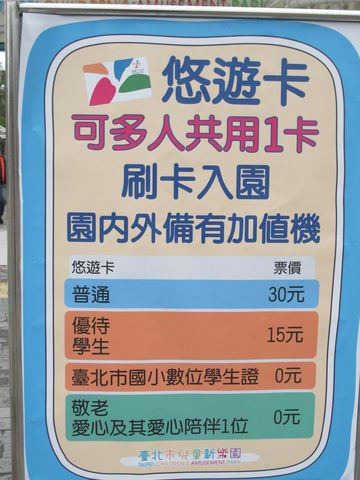 悠遊卡
可多人共用1卡
刷卡入園
園內外備有加值機
悠遊卡 票價
普通 30元
優待
學生 15元
臺北市國小數位學生證 0元
敬老
愛心及其愛心陪伴1位 0元
臺北市兒童新樂園
TAIPEI CHILDREN'S AMUSEMENT PARK